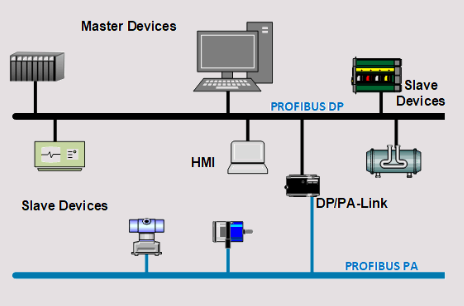 Master Devices
PROFIBUS DP
Slave
Devices
HMI
Slave Devices
DP/PA-Link
PROFIBUS PA